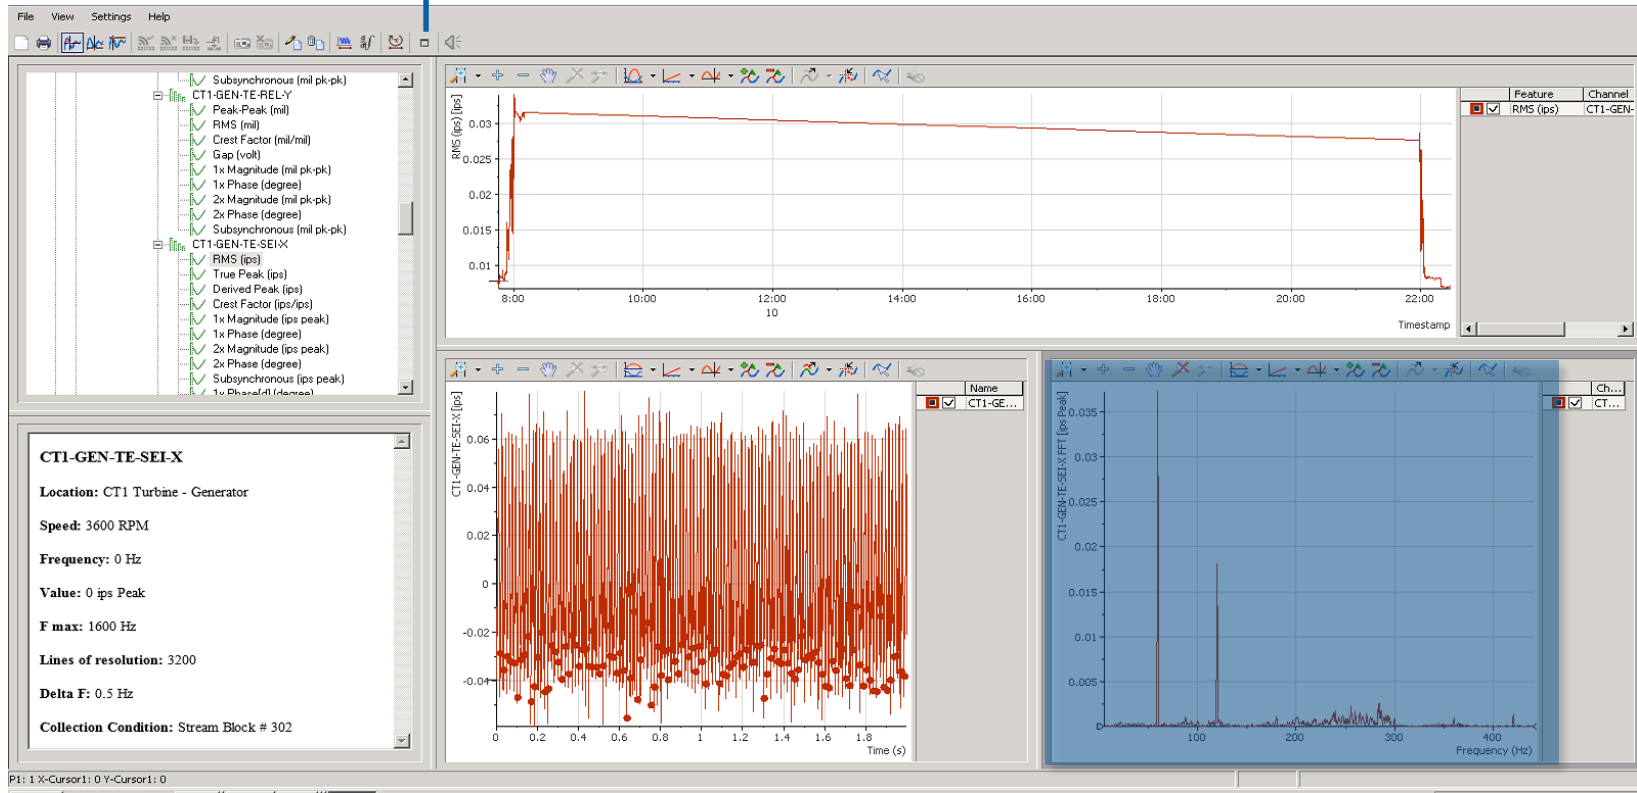 File View Settings Help
Subsynchronous (mil pk-pk)
CT1-GEN-TE-REL-Y
Peak-Peak (mil)
RMS (mil)
Crest Factor (mil/mil)
Gap (volt)
1x Magnitude (mil pk-pk)
1x Phase (degree)
2x Magnitude (mil pk-pk)
2x Phase (degree)
Subsynchronous (mil pk-pk)
CT1-GEN-TE-SEI-X
RMS (ips)
True Peak (ips)
Derived Peak (ips)
Crest Factor (ips/ips)
1x Magnitude (ips peak)
1x Phase (degree)
2x Magnitude (ips peak)
2x Phase (degree)
Subsynchronous (ips peak)
1x Phase[d] (degree)
CT1-GEN-TE-SEI-X
Location: CT1 Turbine - Generator
Speed: 3600 RPM
Frequency: 0 Hz
Value: 0 ips Peak
F max: 1600 Hz
Lines of resolution: 3200
Delta F: 0.5 Hz
Collection Condition: Stream Block # 302
RMS (ips) [ips]
0.03
0.025
0.02
0.015
0.01
8:00 10:00 12:00 14:00 16:00 18:00 20:00 22:00
10
Timestamp
Feature Channel
RMS (ips) CT1-GEN-
CT1-GEN-TE-SEI-X [ips]
0.06
0.04
0.02
0
-0.02
-0.04
0 0.2 0.4 0.6 0.8 1 1.2 1.4 1.6 1.8
Time (s)
Name
CT1-GE...
CT1-GEN-TE-SEI-X.FFT [ips Peak]
0.035
0.03
0.025
0.02
0.015
0.01
0.005
0
100 200 300 400
Frequency (Hz)
Ch...
CT...
P1: 1 X-Cursor1: 0 Y-Cursor1: 0